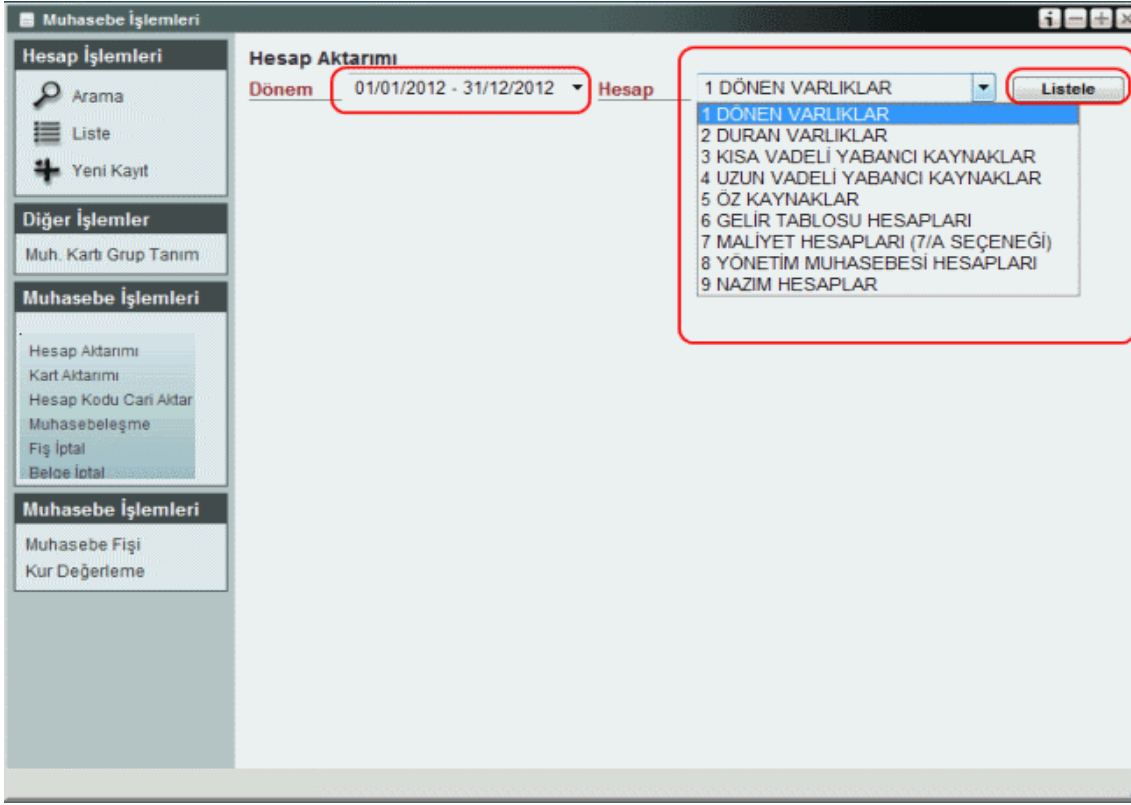 Muhasebe İşlemleri
Hesap İşlemleri
Arama
Liste
Yeni Kayıt
Diğer İşlemler
Muh. Kartı Grup Tanım
Muhasebe İşlemleri
Hesap Aktarımı
Kart Aktarımı
Hesap Kodu Cari Aktar
Muhasebeleşme
Fiş İptal
Belge İptal
Muhasebe İşlemleri
Muhasebe Fişi
Kur Değerleme
Hesap Aktarımı
Dönem 01/01/2012 - 31/12/2012 Hesap 1 DÖNEN VARLIKLAR Listele
1 DÖNEN VARLIKLAR
2 DURAN VARLIKLAR
3 KISA VADELİ YABANCI KAYNAKLAR
4 UZUN VADELİ YABANCI KAYNAKLAR
5 ÖZ KAYNAKLAR
6 GELİR TABLOSU HESAPLARI
7 MALİYET HESAPLARI (7/A SEÇENEĞİ)
8 YÖNETİM MUHASEBESİ HESAPLARI
9 NAZIM HESAPLAR